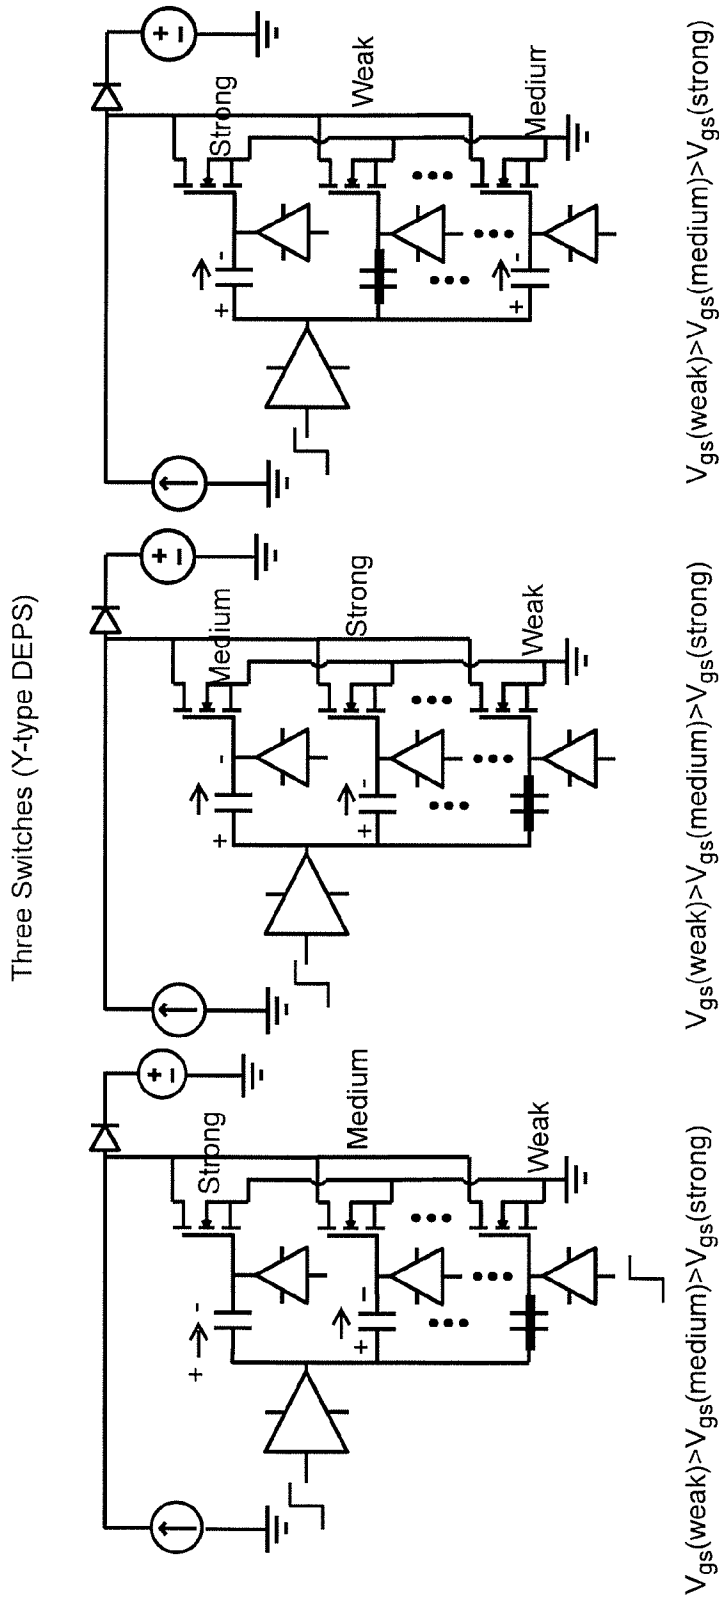 Three Switches (Y-type DEPS)
Strong
Medium
Weak
Vgs(weak)>Vgs(medium)>Vgs(strong)
Medium
Strong
Weak
Vgs(weak)>Vgs(medium)>Vgs(strong)
Strong
Weak
Medium
Vgs(weak)>Vgs(medium)>Vgs(strong)